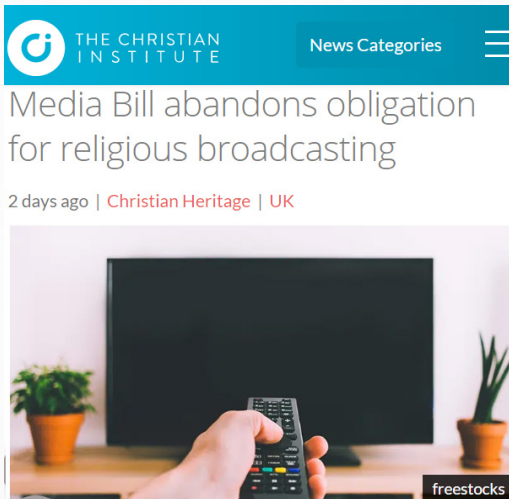 THE CHRISTIAN
INSTITUTE
News Categories
Media Bill abandons obligation
for religious broadcasting
2 days ago | Christian Heritage | UK
freestocks